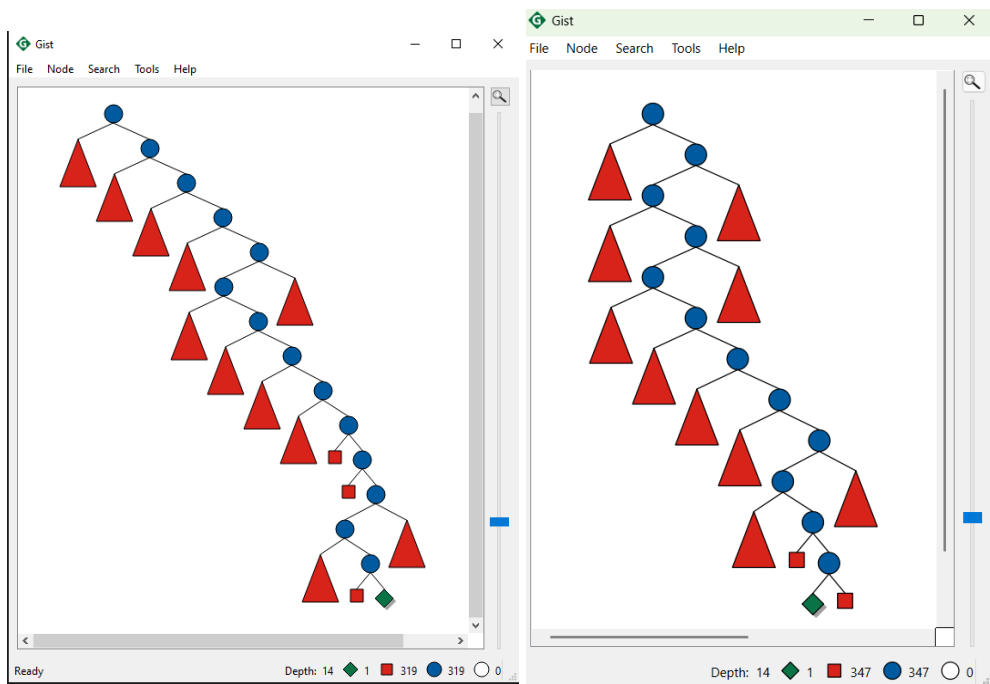 Gist
File Node Search Tools Help
Ready
Depth: 14 1 319 319 0
Gist
File Node Search Tools Help
Depth: 14 1 347 347 0